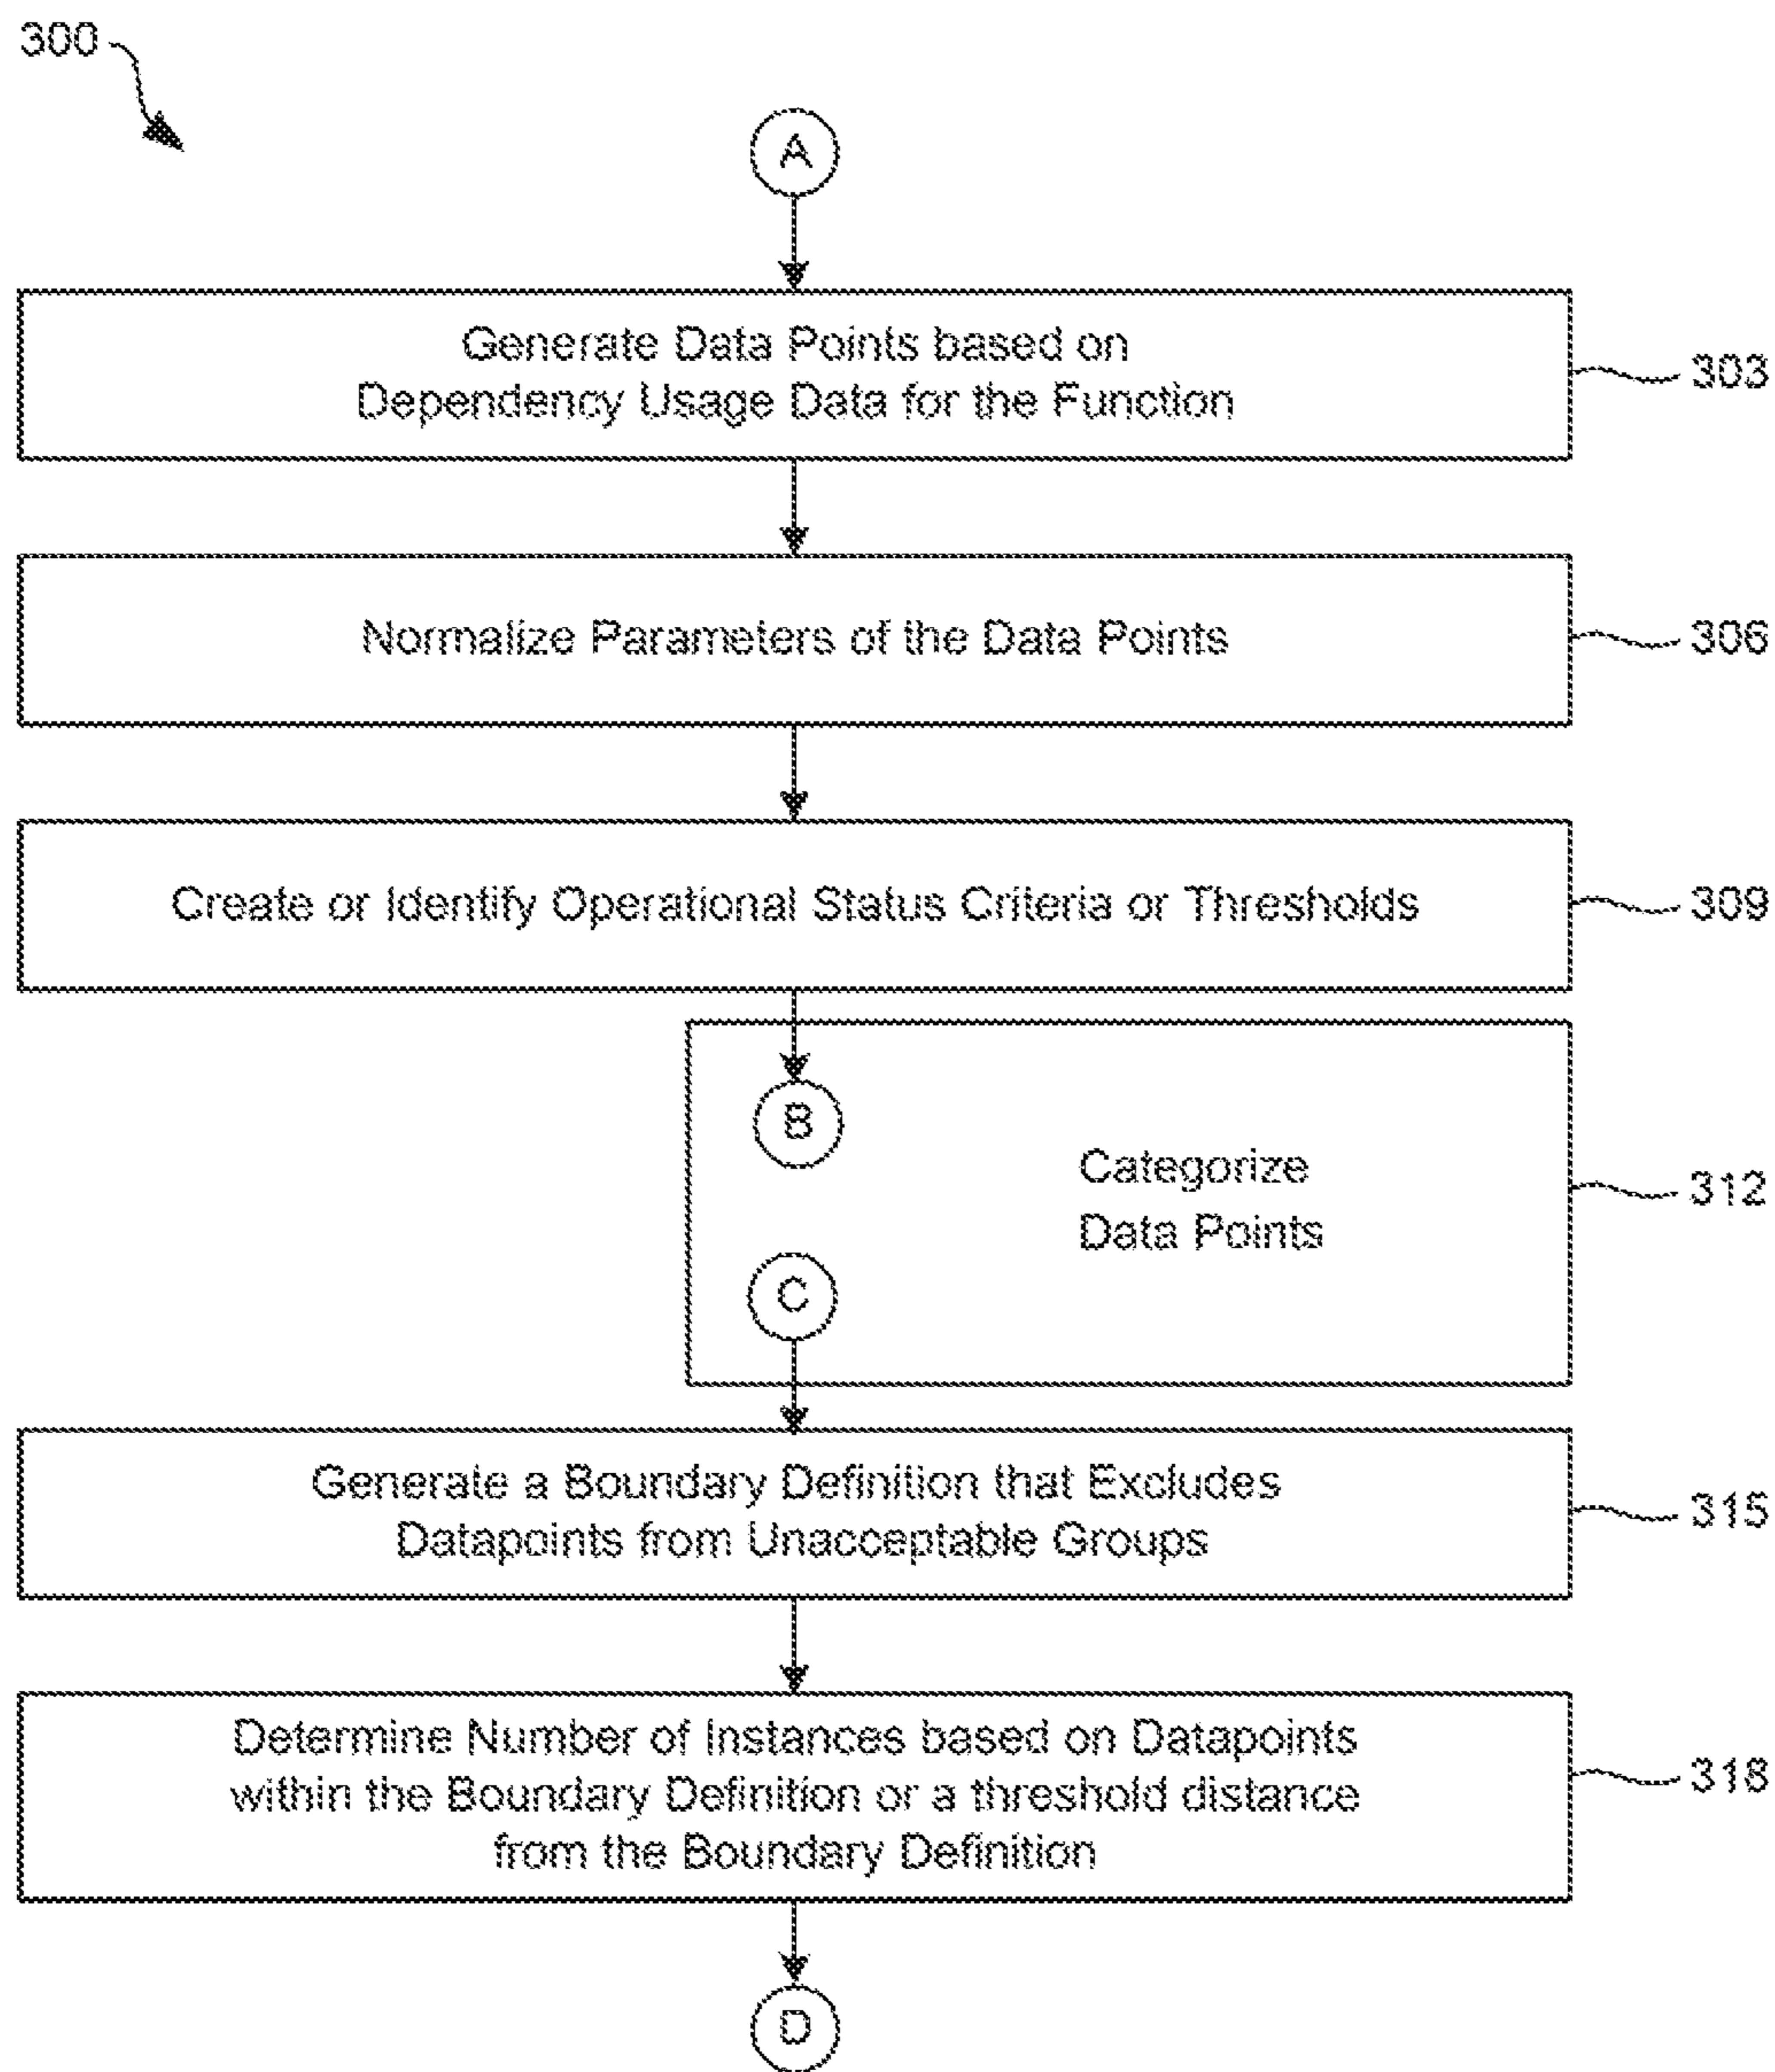 300
A
Generate Data Points based on
Dependency Usage Data for the Function
303
Normalize Parameters of the Data Points
306
Create or Identify Operational Status Criteria or Thresholds
309
B
Categorize
Data Points
312
C
Generate a Boundary Definition that Excludes
Datapoints from Unacceptable Groups
315
Determine Number of Instances based on Datapoints
within the Boundary Definition or a threshold distance
from the Boundary Definition
318
D